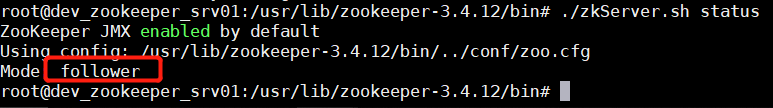 root@dev_zookeeper_srv01:/usr/lib/zookeeper-3.4.12/bin# ./zkServer.sh status
ZooKeeper JMX enabled by default
Using config: /usr/lib/zookeeper-3.4.12/bin/../conf/zoo.cfg
Mode follower
root@dev_zookeeper_srv01:/usr/lib/zookeeper-3.4.12/bin#